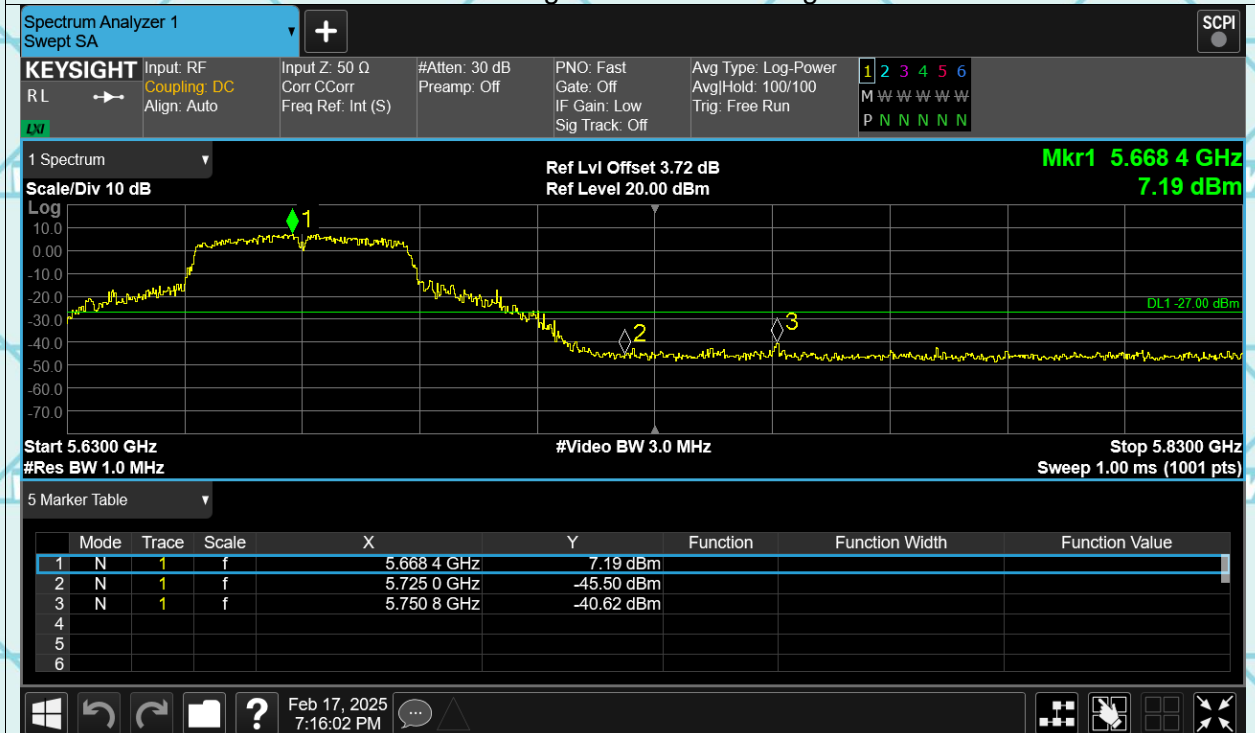 Spectrum Analyzer 1
Swept SA
+
SCPI
KEYSIGHT
RL
LXI
Input: RF
Coupling: DC
Align: Auto
Input Z: 50 Ω
Corr CCorr
Freq Ref: Int (S)
#Atten: 30 dB
Preamp: Off
PNO: Fast
Gate: Off
IF Gain: Low
Sig Track: Off
Avg Type: Log-Power
Avg|Hold: 100/100
Trig: Free Run
1 2 3 4 5 6
M W W W W W
P N N N N N N
1 Spectrum
Scale/Div 10 dB
Ref Lvl Offset 3.72 dB
Ref Level 20.00 dBm
Mkr1 5.668 4 GHz
7.19 dBm
Log
10.0
0.00
-10.0
-20.0
-30.0
-40.0
-50.0
-60.0
-70.0
1
2
3
DL1 -27.00 dBm
Start 5.6300 GHz
#Video BW 3.0 MHz
Stop 5.8300 GHz
#Res BW 1.0 MHz
Sweep 1.00 ms (1001 pts)
5 Marker Table
Mode Trace Scale X Y Function Function Width Function Value
1 N 1 f 5.668 4 GHz 7.19 dBm
2 N 1 f 5.725 0 GHz -45.50 dBm
3 N 1 f 5.750 8 GHz -40.62 dBm
4
5
6
?
Feb 17, 2025
7:16:02 PM